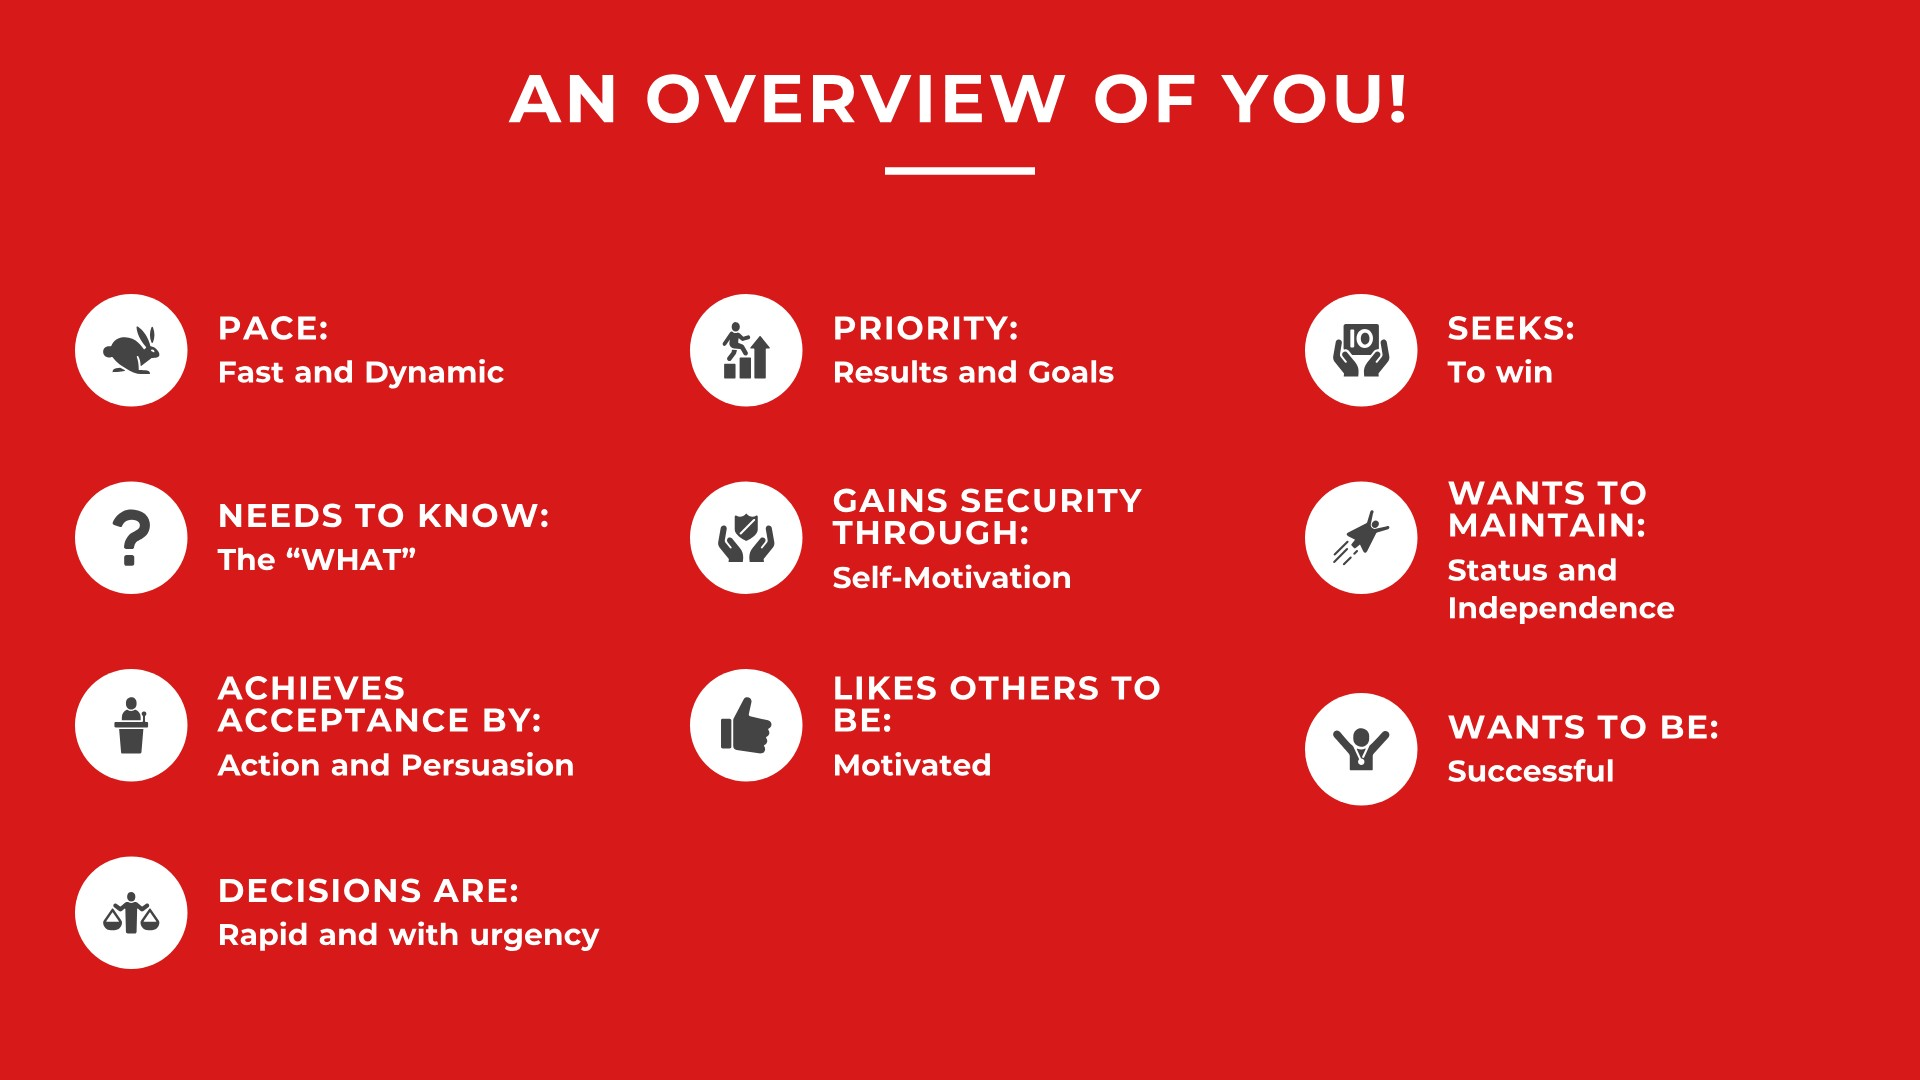 AN OVERVIEW OF YOU!
PACE:
Fast and Dynamic
PRIORITY:
Results and Goals
10
SEEKS:
To win
?
NEEDS TO KNOW:
The “WHAT”
GAINS SECURITY
THROUGH:
Self-Motivation
WANTS TO
MAINTAIN:
Status and
Independence
ACHIEVES
ACCEPTANCE BY:
Action and Persuasion
LIKES OTHERS TO
BE:
Motivated
WANTS TO BE:
Successful
DECISIONS ARE:
Rapid and with urgency